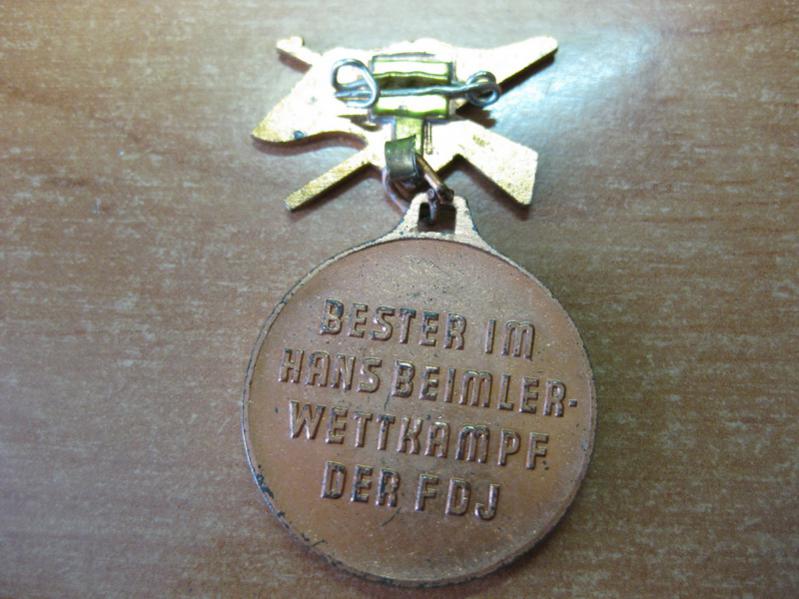 BESTER IM
HANS BEIMLER-
WETTKAMPF
DER FDJ